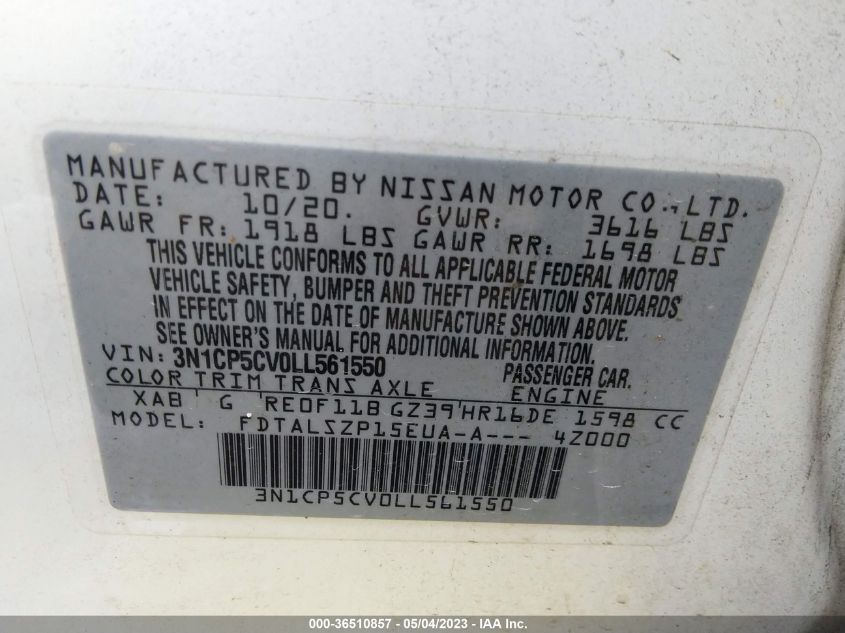 MANUFACTURED BY NISSAN MOTOR CO., LTD.
DATE: 10/20. GVWR: 3616 LBS
GAWR FR: 1918 LBS GAWR RR: 1698 LBS
THIS VEHICLE CONFORMS TO ALL APPLICABLE FEDERAL MOTOR
VEHICLE SAFETY, BUMPER AND THEFT PREVENTION STANDARDS
IN EFFECT ON THE DATE OF MANUFACTURE SHOWN ABOVE.
SEE OWNER'S MANUAL FOR ADDITIONAL INFORMATION.
VIN: 3N1CP5CV0LL561550 PASSENGER CAR.
COLOR TRIM TRANS AXLE ENGINE
XAB G RE0F11B GZ39 HR16DE 1598 CC
MODEL: FDTALSZP15EUA-A--- 4Z000
3N1CP5CV0LL561550
000-36510857 - 05/04/2023 - IAA Inc.